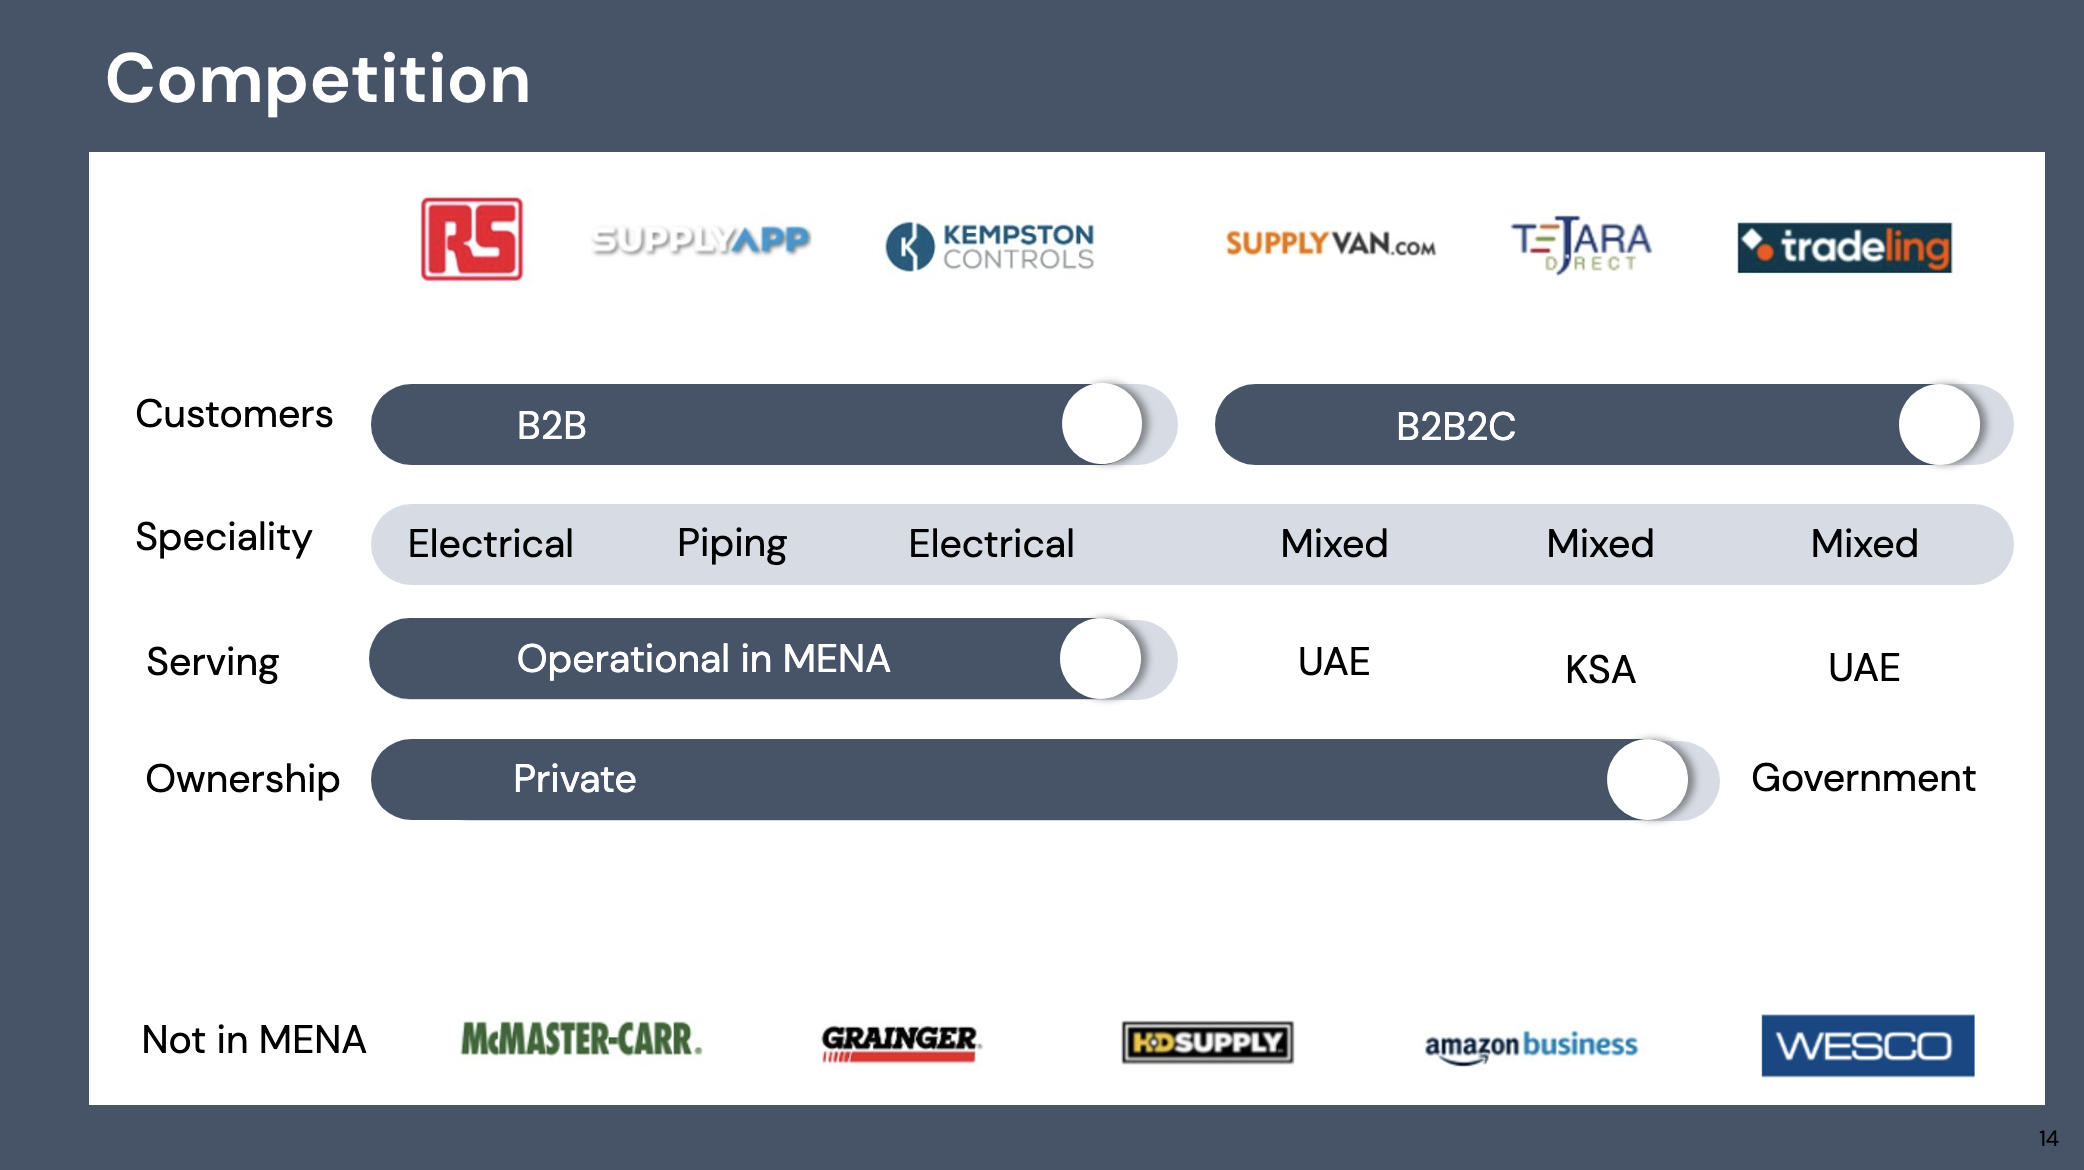 Competition
RS SUPPLYAPP KEMPSTON CONTROLS SUPPLYVAN.COM TEJARA DIRECT tradeling
Customers B2B B2B2C
Speciality Electrical Piping Electrical Mixed Mixed Mixed
Serving Operational in MENA UAE KSA UAE
Ownership Private Government
Not in MENA McMASTER-CARR. GRAINGER HDSUPPLY amazon business WESCO
14